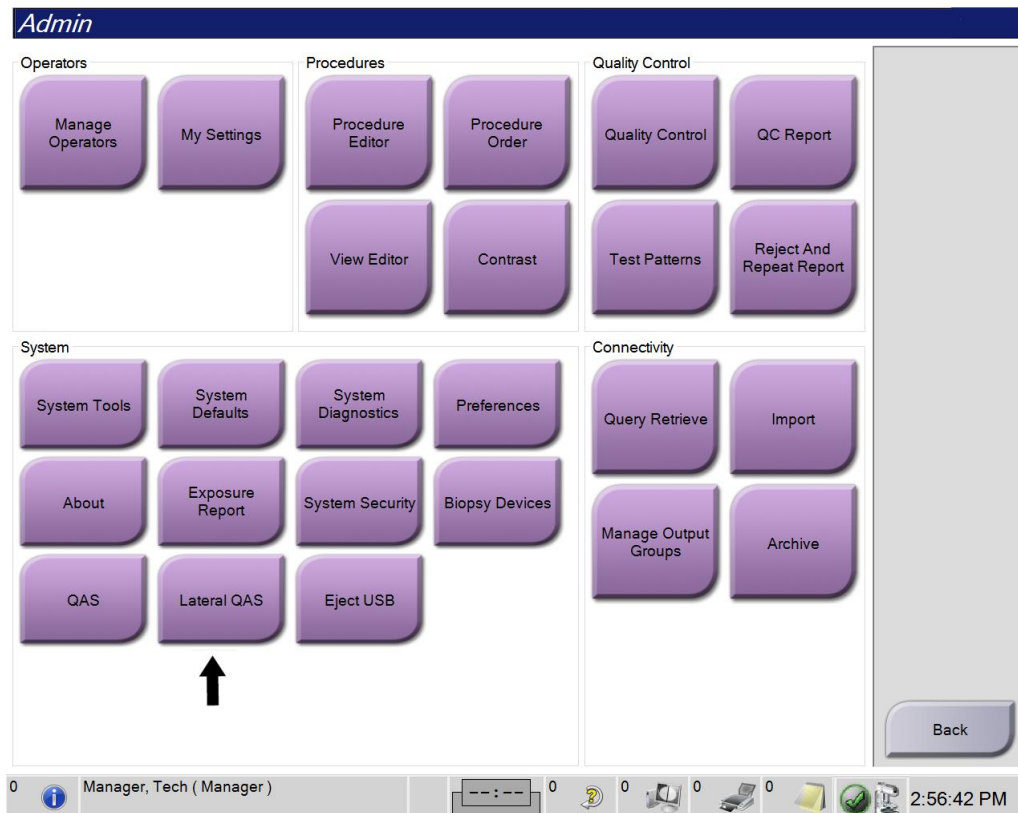 Admin
Operators
Manage
Operators
My Settings
Procedures
Procedure
Editor
Procedure
Order
View Editor
Contrast
Quality Control
Quality Control
QC Report
Test Patterns
Reject And
Repeat Report
System
System Tools
System
Defaults
System
Diagnostics
Preferences
About
Exposure
Report
System Security
Biopsy Devices
QAS
Lateral QAS
Eject USB
Connectivity
Query Retrieve
Import
Manage Output
Groups
Archive
Back
0
Manager, Tech ( Manager )
--:--
0
0
0
0
2:56:42 PM